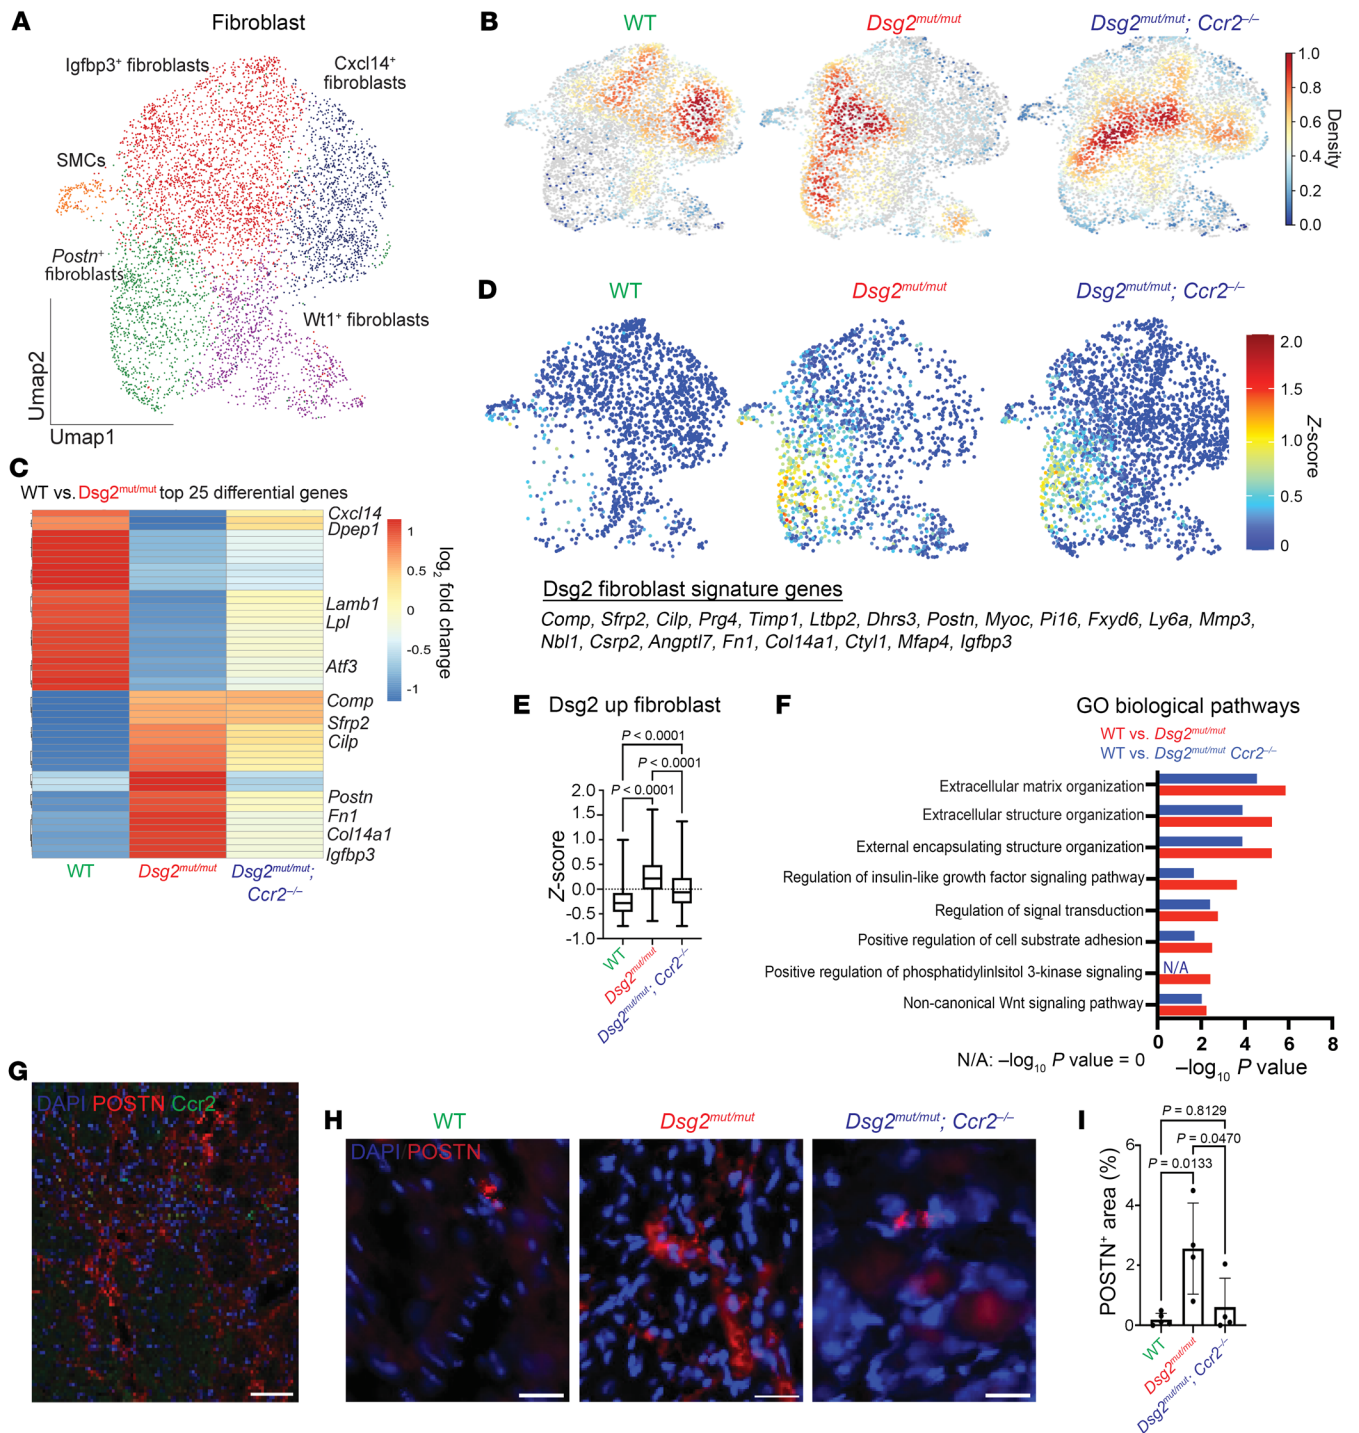 A
Fibroblast
Igfbp3+ fibroblasts
Cxcl14+
fibroblasts
SMCs
Postn+
fibroblasts
Wt1+ fibroblasts
Umap2
Umap1
B
WT
Dsg2mut/mut
Dsg2mut/mut; Ccr2–/–
1.0
0.8
0.6
0.4
0.2
0.0
Density
C
WT vs. Dsg2mut/mut top 25 differential genes
Cxcl14
Dpep1
Lamb1
Lpl
Atf3
Comp
Sfrp2
Cilp
Postn
Fn1
Col14a1
Igfbp3
1
0.5
0
-0.5
-1
log2 fold change
WT
Dsg2mut/mut
Dsg2mut/mut;
Ccr2–/–
D
WT
Dsg2mut/mut
Dsg2mut/mut; Ccr2–/–
2.0
1.5
1.0
0.5
0
Z-score
Dsg2 fibroblast signature genes
Comp, Sfrp2, Cilp, Prg4, Timp1, Ltbp2, Dhrs3, Postn, Myoc, Pi16, Fxyd6, Ly6a, Mmp3,
Nbl1, Csrp2, Angptl7, Fn1, Col14a1, Ctyl1, Mfap4, Igfbp3
E
Dsg2 up fibroblast
P < 0.0001
P < 0.0001
P < 0.0001
2.0
1.5
1.0
0.5
0.0
-0.5
-1.0
Z-score
WT
Dsg2mut/mut
Dsg2mut/mut; Ccr2–/–
F
GO biological pathways
WT vs. Dsg2mut/mut
WT vs. Dsg2mut/mut Ccr2–/–
Extracellular matrix organization
Extracellular structure organization
External encapsulating structure organization
Regulation of insulin-like growth factor signaling pathway
Regulation of signal transduction
Positive regulation of cell substrate adhesion
Positive regulation of phosphatidylinlsitol 3-kinase signaling
N/A
Non-canonical Wnt signaling pathway
0 2 4 6 8
N/A: –log10 P value = 0
–log10 P value
G
DAPI POSTN Ccr2
H
WT
Dsg2mut/mut
Dsg2mut/mut; Ccr2–/–
DAPI/POSTN
I
P = 0.8129
P = 0.0470
P = 0.0133
6
4
2
0
POSTN+ area (%)
WT
Dsg2mut/mut
Dsg2mut/mut; Ccr2–/–